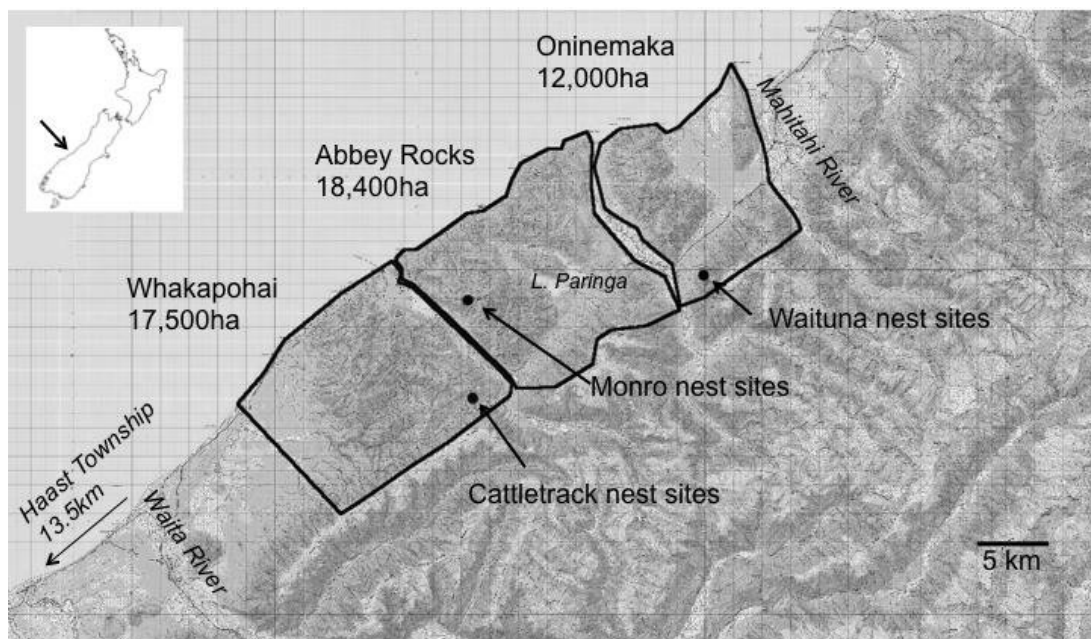 Oninemaka
12,000ha
Mahitahi River
Abbey Rocks
18,400ha
L. Paringa
Whakapohai
17,500ha
Waituna nest sites
Monro nest sites
Cattletrack nest sites
Haast Township
13.5km
Waita River
5 km